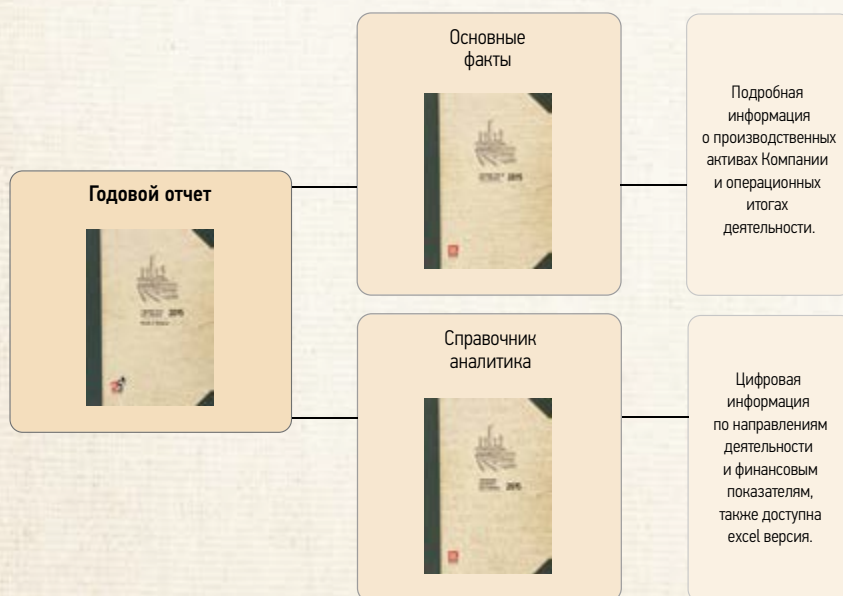 Годовой отчет
Основные
факты
Подробная
информация
о производственных
активах Компании
и операционных
итогах
деятельности.
Справочник
аналитика
Цифровая
информация
по направлениям
деятельности
и финансовым
показателям,
также доступна
excel версия.